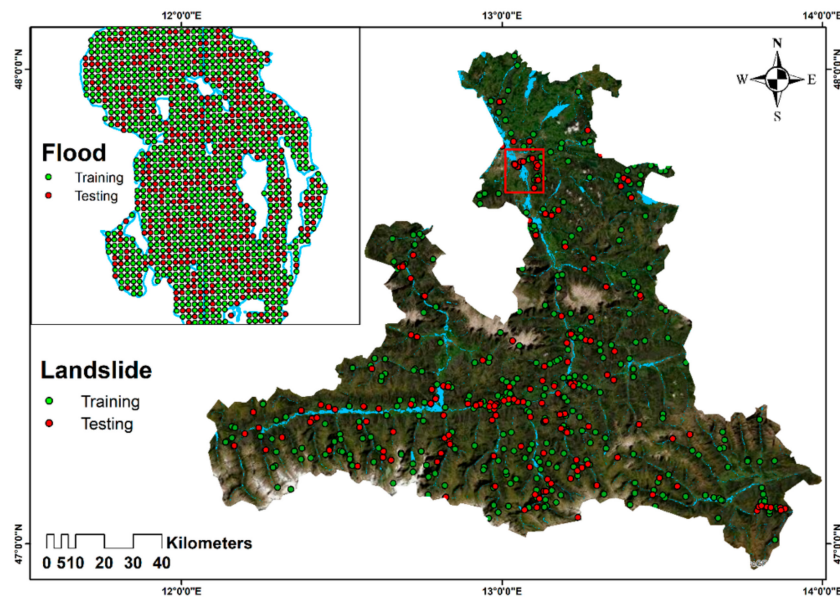 12°0'0"E 13°0'0"E 14°0'0"E
48°0'0"N 48°0'0"N
N
W E
S
Flood
Training
Testing
Landslide
Training
Testing
Kilometers
0 5 10 20 30 40
47°0'0"N 47°0'0"N
12°0'0"E 13°0'0"E 14°0'0"E